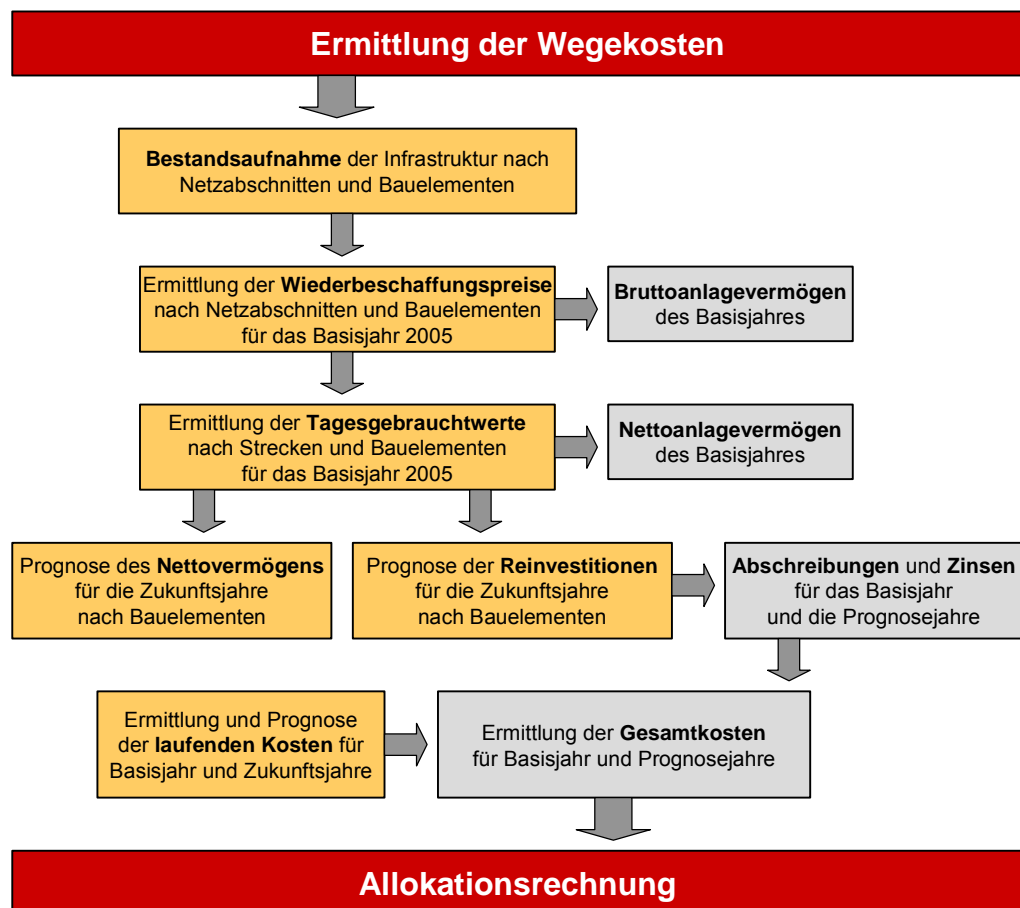 Ermittlung der Wegekosten
Bestandsaufnahme der Infrastruktur nach
Netzabschnitten und Bauelementen
Ermittlung der Wiederbeschaffungspreise
nach Netzabschnitten und Bauelementen
für das Basisjahr 2005
Bruttoanlagevermögen
des Basisjahres
Ermittlung der Tagesgebrauchtwerte
nach Strecken und Bauelementen
für das Basisjahr 2005
Nettoanlagevermögen
des Basisjahres
Prognose des Nettovermögens
für die Zukunftsjahre
nach Bauelementen
Prognose der Reinvestitionen
für die Zukunftsjahre
nach Bauelementen
Abschreibungen und Zinsen
für das Basisjahr
und die Prognosejahre
Ermittlung und Prognose
der laufenden Kosten für
Basisjahr und Zukunftsjahre
Ermittlung der Gesamtkosten
für Basisjahr und Prognosejahre
Allokationsrechnung